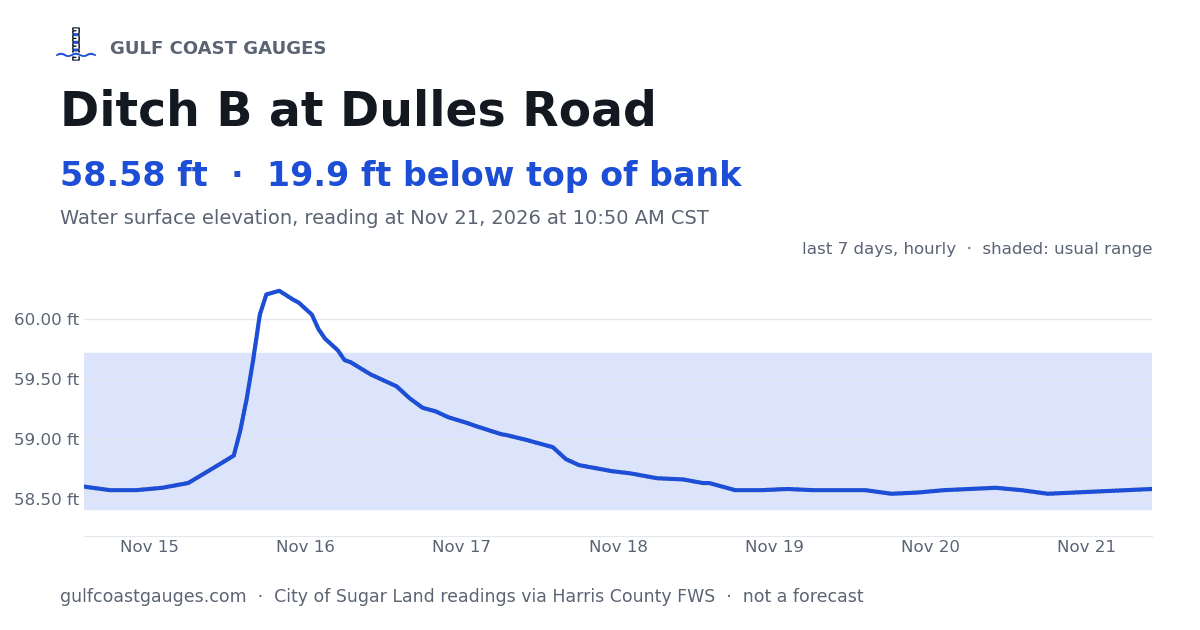 GULF COAST GAUGES
Ditch B at Dulles Road
58.58 ft · 19.9 ft below top of bank
Water surface elevation, reading at Nov 21, 2026 at 10:50 AM CST
last 7 days, hourly · shaded: usual range
60.00 ft
59.50 ft
59.00 ft
58.50 ft
Nov 15 Nov 16 Nov 17 Nov 18 Nov 19 Nov 20 Nov 21
gulfcoastgauges.com · City of Sugar Land readings via Harris County FWS · not a forecast